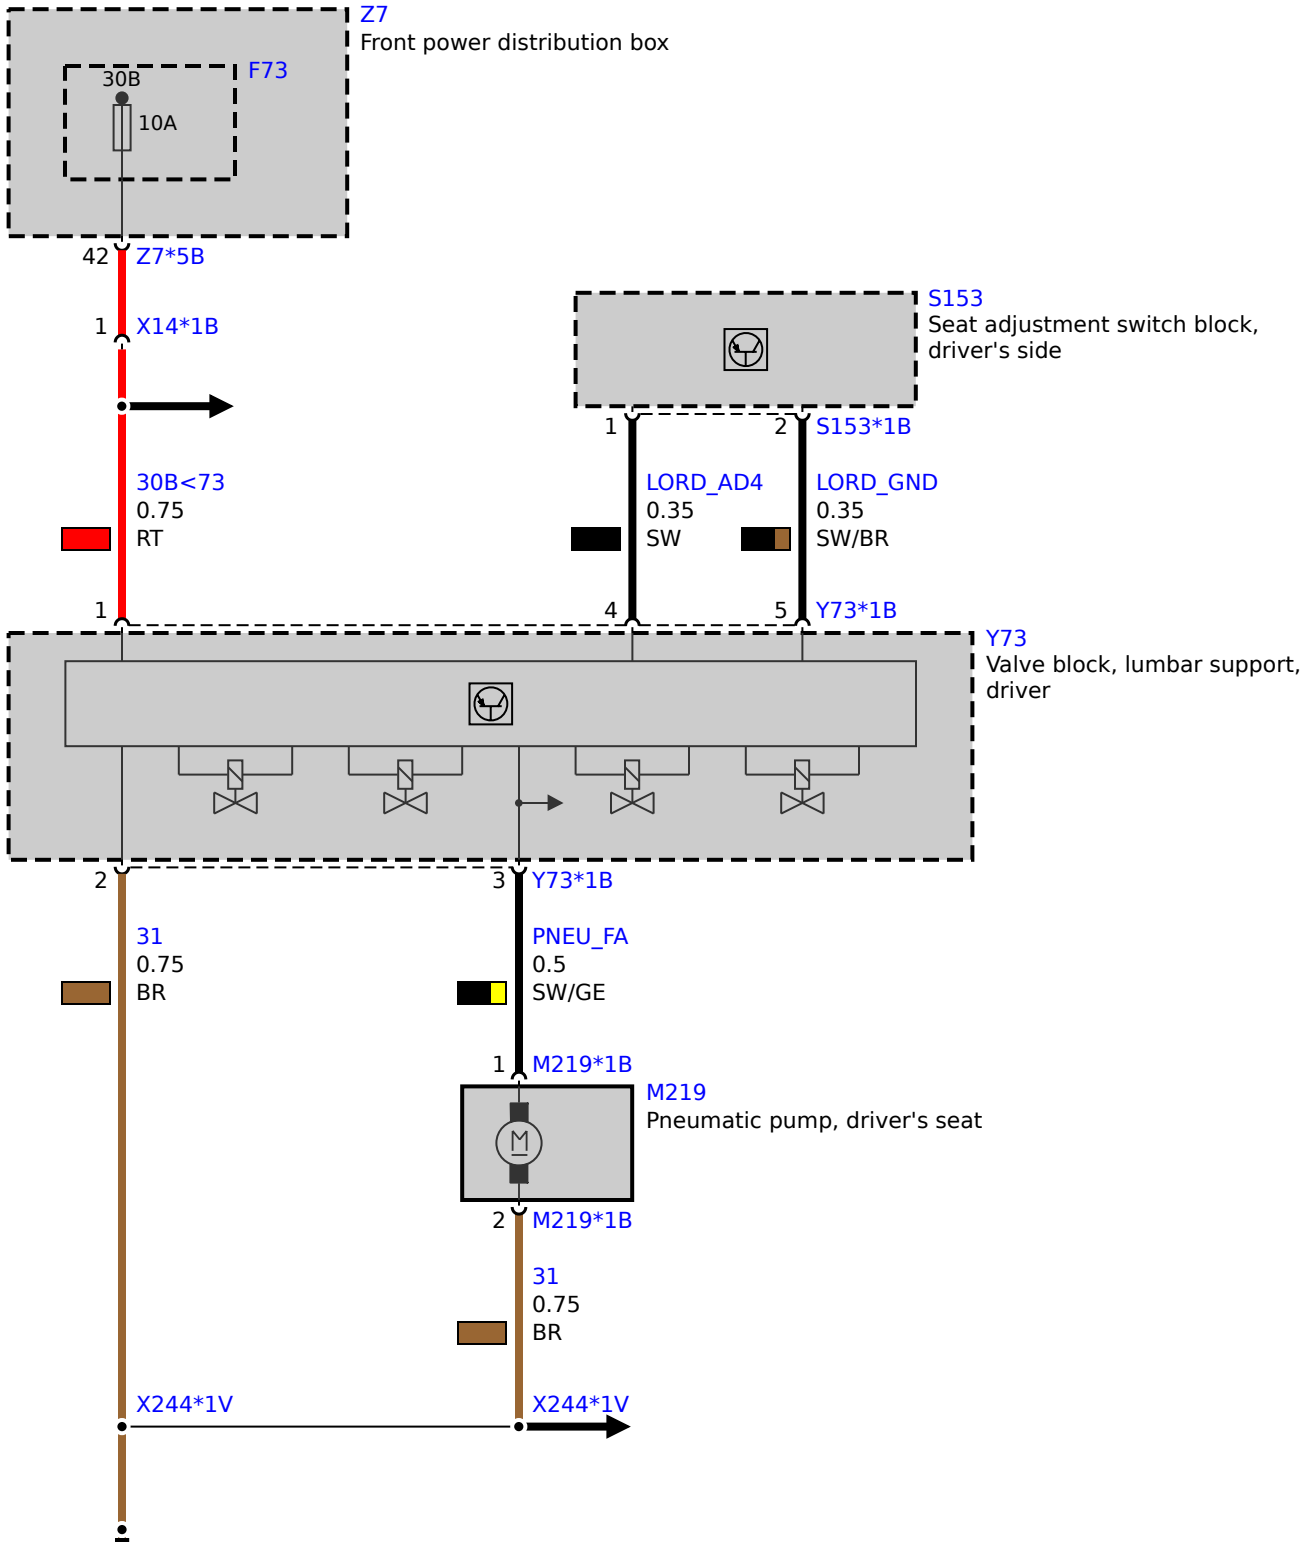 Z7
Front power distribution box
F73
30B
10A
42 Z7*5B
1 X14*1B
S153
Seat adjustment switch block,
driver's side
1 2 S153*1B
30B<73
0.75
RT
LORD_AD4
0.35
SW
LORD_GND
0.35
SW/BR
1 4 5 Y73*1B
Y73
Valve block, lumbar support,
driver
2 3 Y73*1B
31
0.75
BR
PNEU_FA
0.5
SW/GE
1 M219*1B
M219
Pneumatic pump, driver's seat
M
2 M219*1B
31
0.75
BR
X244*1V X244*1V